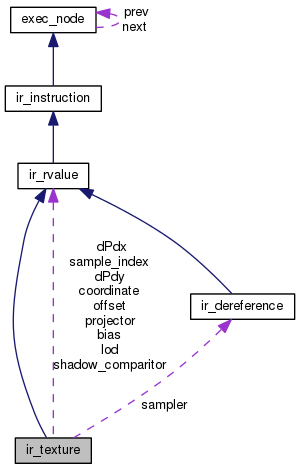 exec_node
prev
next
ir_instruction
ir_rvalue
dPdx
sample_index
dPdy
coordinate
offset
projector
bias
lod
shadow_comparitor
ir_dereference
sampler
ir_texture